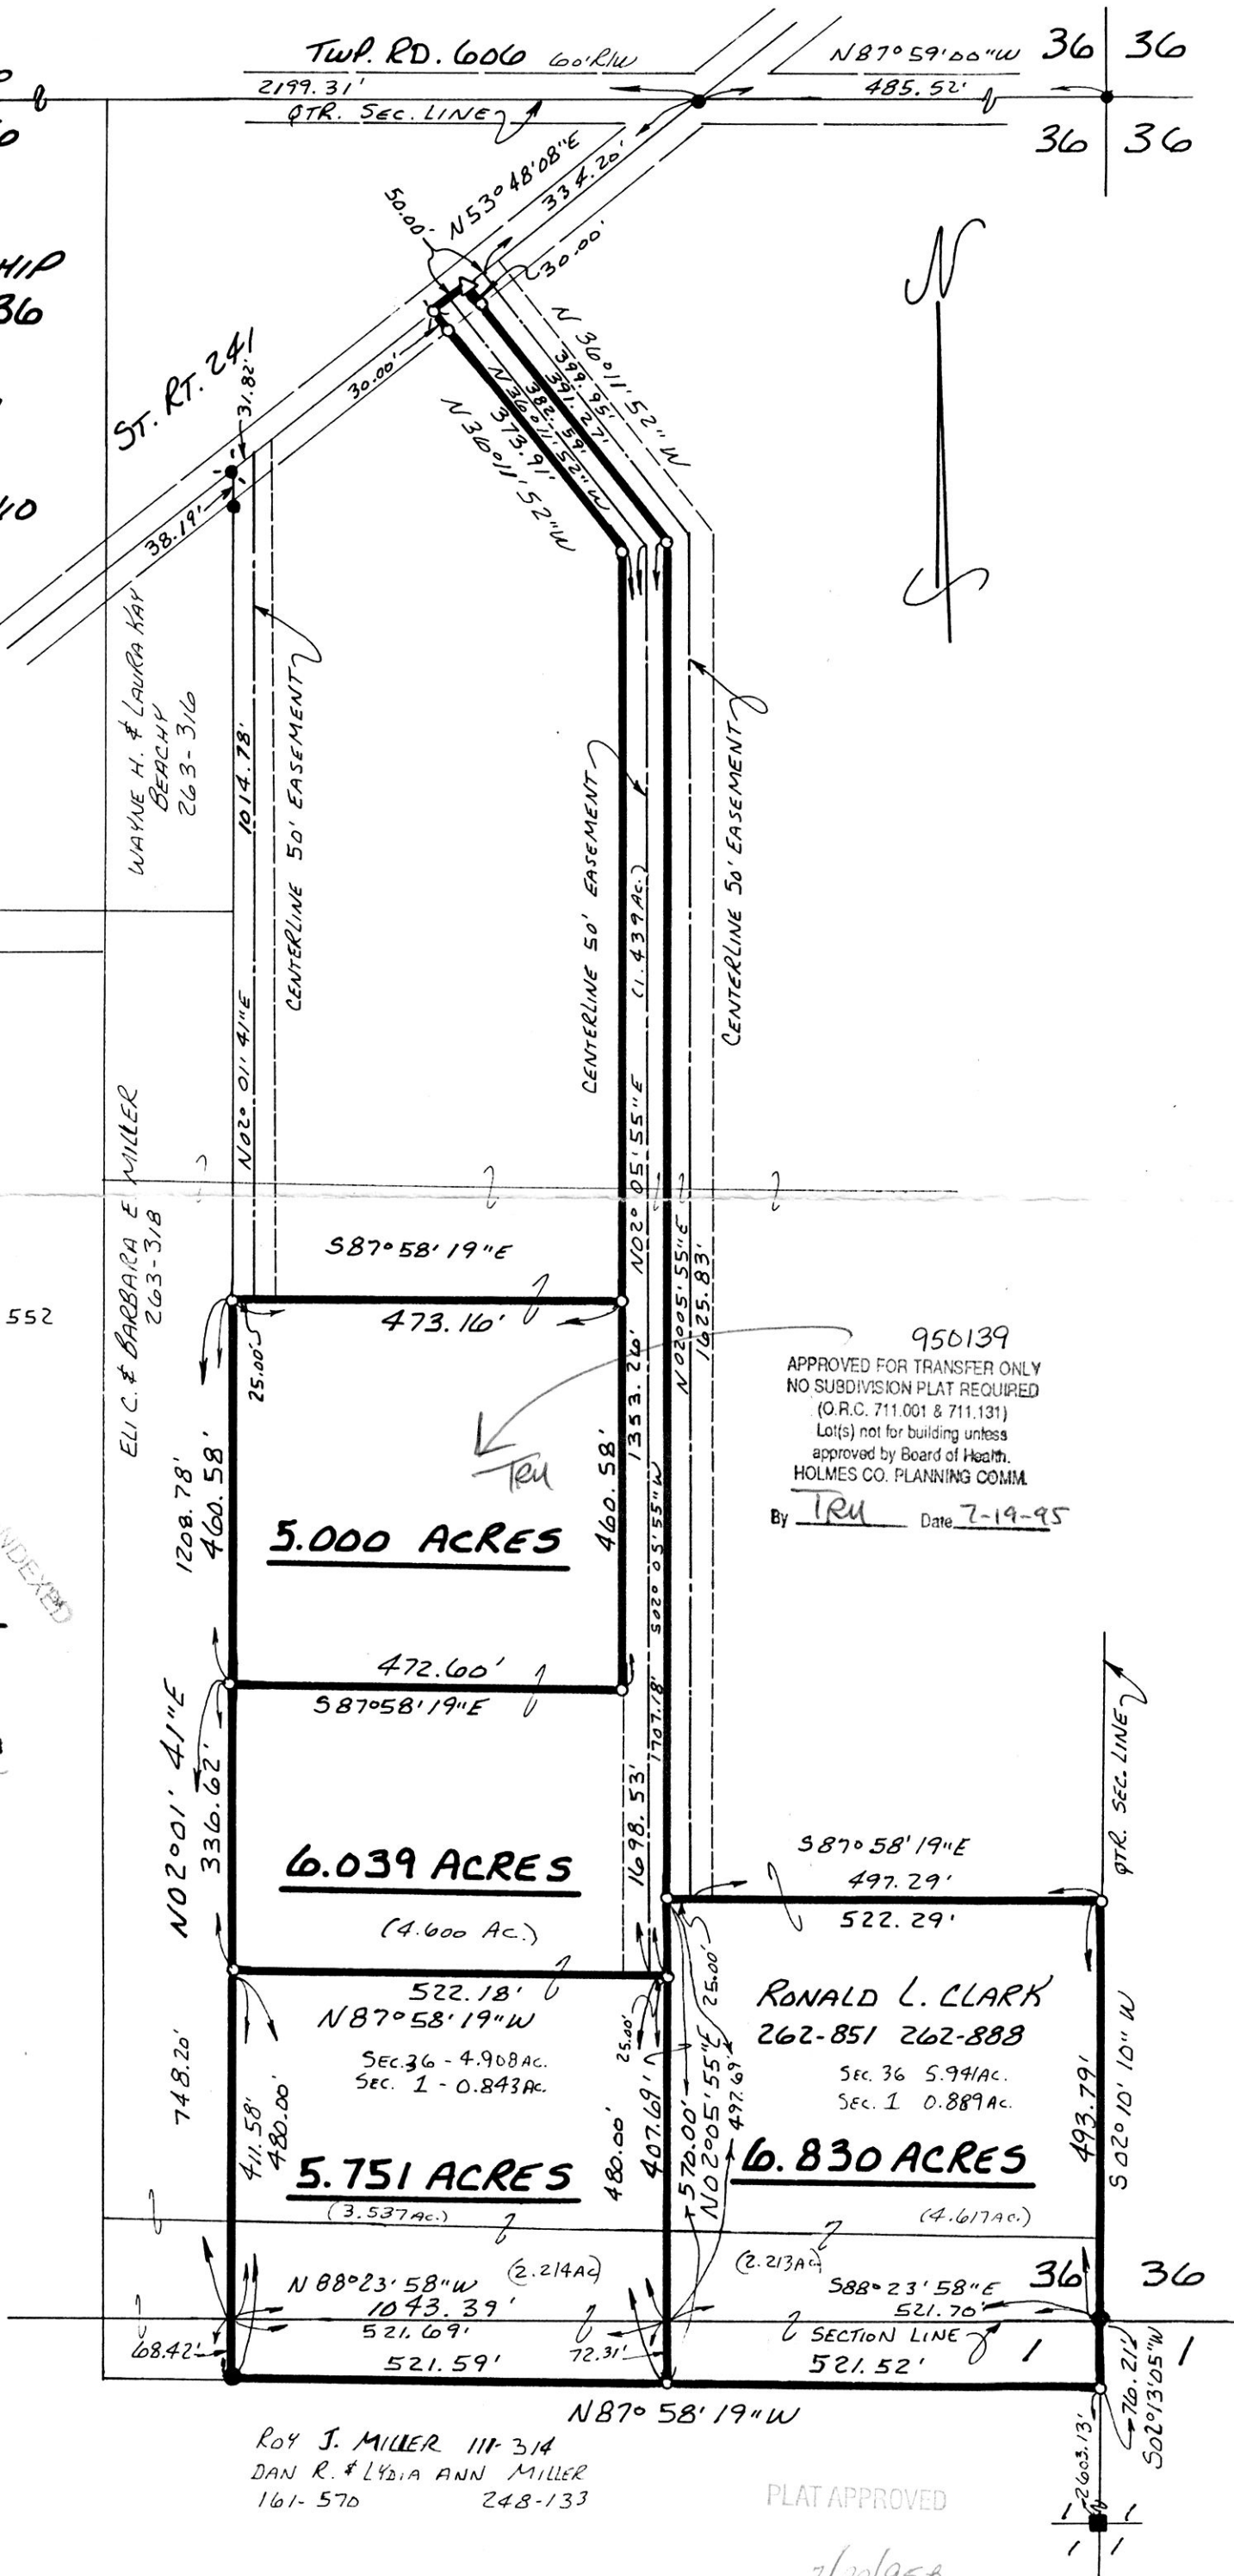 TWP. RD. 606 60' R/W
N87°59'00"W
36 36
2199.31'
485.52'
QTR. SEC. LINE
36 36
6
HIP
36
40
N53°48'08"E
334.20'
50.00'
30.00'
N
ST. RT. 241
31.82'
30.00'
38.19'
N 36°11'52" W
399.95'
391.27'
382.59'
N36°11'52"W
373.91'
N36°11'52"W
WAYNE H. & LAURA KAY
BEACHY
263-316
1014.78'
N02°01'41"E
CENTERLINE 50' EASEMENT
CENTERLINE 50' EASEMENT
(1.439 AC.)
CENTERLINE 50' EASEMENT
N02°05'55"E
1353.26'
N02°05'55"E
1625.83'
ELI C. & BARBARA E. MILLER
263-318
552
S87°58'19"E
473.16'
25.00'
950139
APPROVED FOR TRANSFER ONLY
NO SUBDIVISION PLAT REQUIRED
(O.R.C. 711.001 & 711.131)
Lot(s) not for building unless
approved by Board of Health.
HOLMES CO. PLANNING COMM.
By TRM Date 7-19-95
TRM
1208.78'
460.58'
5.000 ACRES
460.58'
S02°05'55"W
1707.18'
INDEXED
472.60'
S87°58'19"E
N02°01'41"E
336.62'
6.039 ACRES
(4.600 AC.)
1698.53'
QTR. SEC. LINE
S87°58'19"E
497.29'
522.29'
522.18'
N87°58'19"W
SEC. 36 - 4.908 AC.
SEC. 1 - 0.843 AC.
25.00'
25.00'
RONALD L. CLARK
262-851 262-888
SEC. 36 5.941 AC.
SEC. 1 0.889 AC.
748.20'
411.58'
480.00'
5.751 ACRES
(3.537 AC.)
480.00'
407.69'
570.00'
N02°05'55"E
497.69'
6.830 ACRES
(4.617 AC.)
493.79'
S02°10'10"W
N88°23'58"W
(2.214 AC)
(2.213 AC)
S88°23'58"E
36 36
1043.39'
521.70'
521.69'
SECTION LINE
1 1
68.42'
72.31'
521.59'
521.52'
N87°58'19"W
76.21'
S02°13'05"W
2603.13'
ROY J. MILLER 111-314
DAN R. & LYDIA ANN MILLER
161-570 248-133
PLAT APPROVED
1 1
1 1